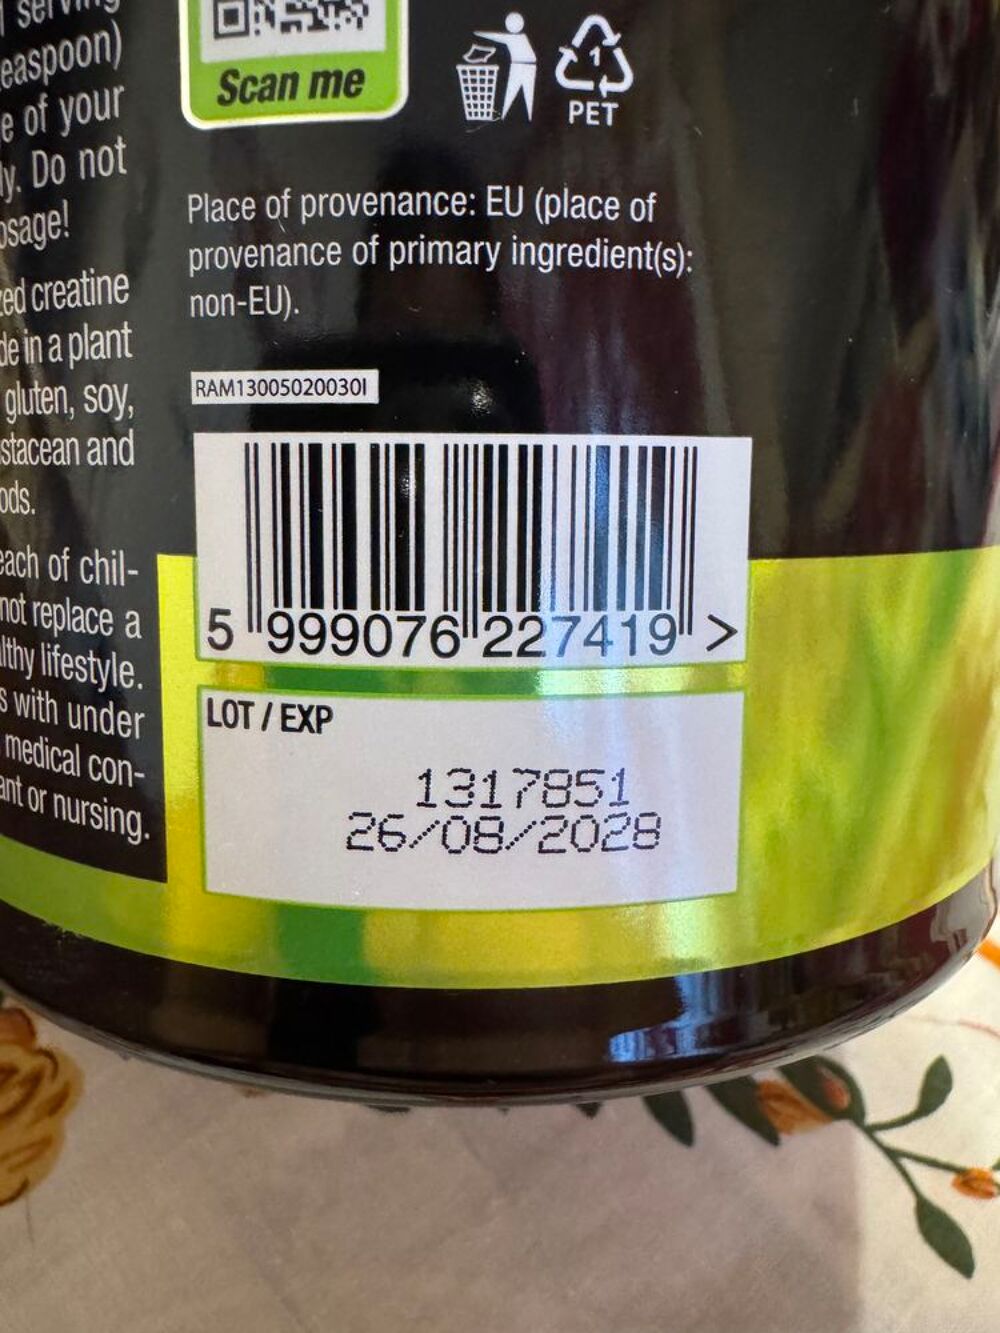 serving
easpoon)
e of your
y. Do not
osage!
zed creatine
de in a plant
gluten, soy,
stacean and
ods.
each of chil-
not replace a
lthy lifestyle.
s with under
medical con-
ant or nursing.
Scan me
1
PET
Place of provenance: EU (place of
provenance of primary ingredient(s):
non-EU).
RAM13005020030I
5 999076 227419 >
LOT / EXP
1317851
26/08/2028